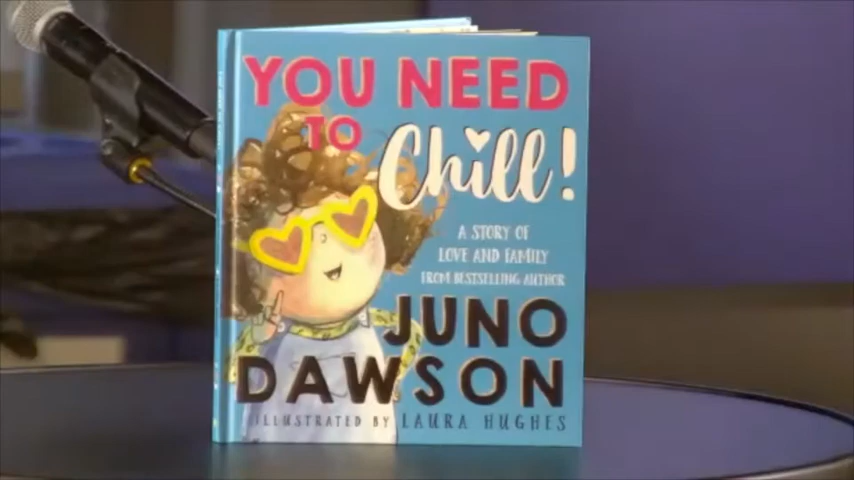 YOU NEED
TO Chill!
A STORY OF
LOVE AND FAMILY
FROM BESTSELLING AUTHOR
JUNO
DAWSON
ILLUSTRATED BY LAURA HUGHES